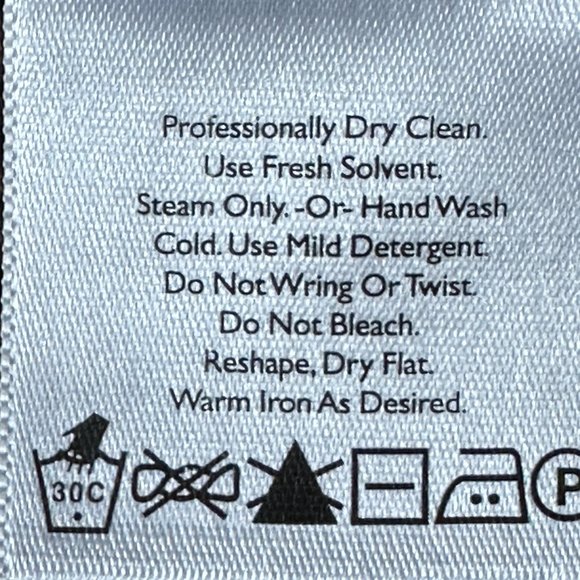 Professionally Dry Clean.
Use Fresh Solvent.
Steam Only. -Or- Hand Wash
Cold. Use Mild Detergent.
Do Not Wring Or Twist.
Do Not Bleach.
Reshape, Dry Flat.
Warm Iron As Desired.
30C P